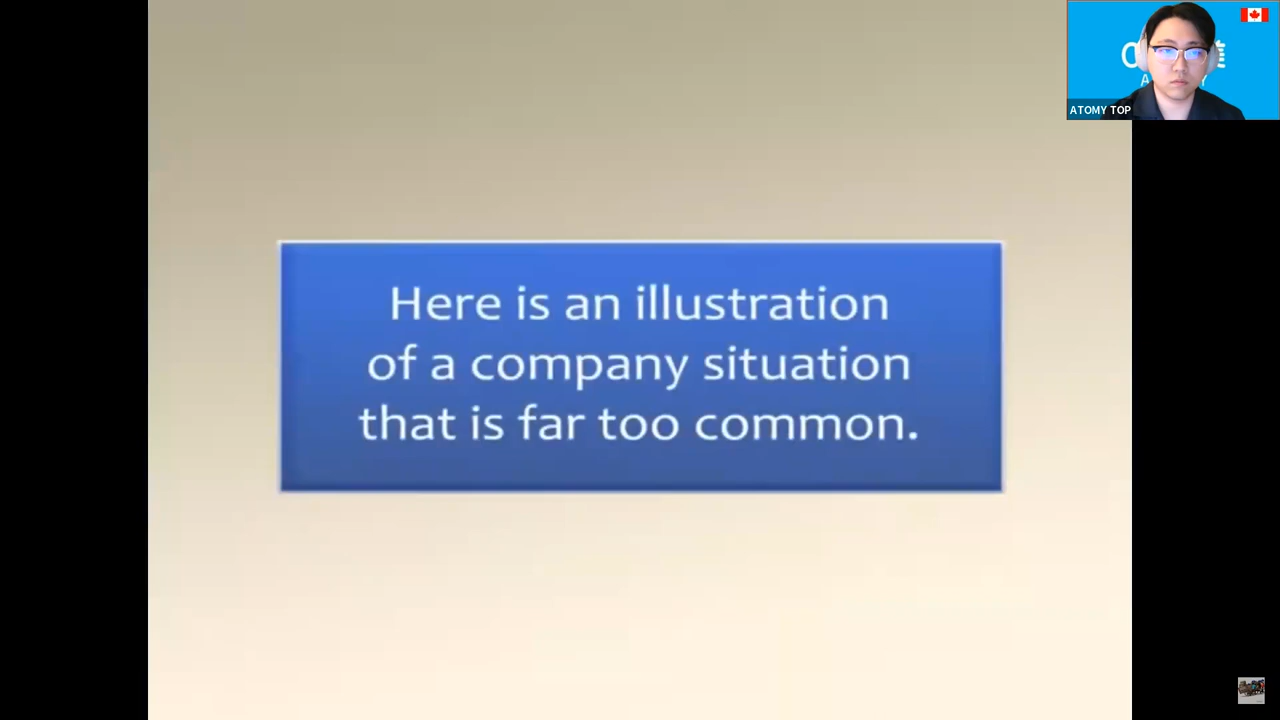 Here is an illustration
of a company situation
that is far too common.
ATOMY TOP